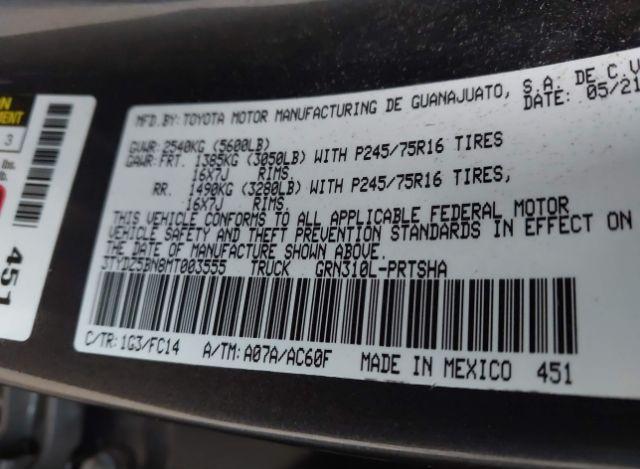 MFD.BY: TOYOTA MOTOR MANUFACTURING DE GUANAJUATO, S.A. DE C.V
DATE: 05/21
GVWR: 2540KG (5600LB)
GAWR: FRT. 1385KG (3050LB) WITH P245/75R16 TIRES
16X7J RIMS.
RR. 1490KG (3280LB) WITH P245/75R16 TIRES,
16X7J RIMS.
THIS VEHICLE CONFORMS TO ALL APPLICABLE FEDERAL MOTOR
VEHICLE SAFETY AND THEFT PREVENTION STANDARDS IN EFFECT ON
THE DATE OF MANUFACTURE SHOWN ABOVE.
3TYDZ5BN8MT003555 TRUCK GRN310L-PRTSHA
C/TR: 1G3/FC14 A/TM: A07A/AC60F MADE IN MEXICO 451
ON
3
lbs.
451